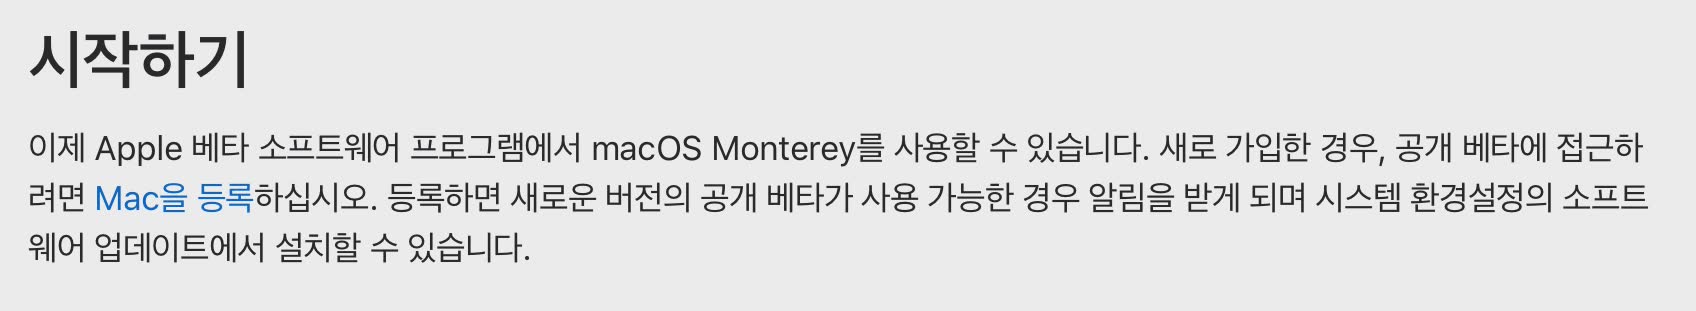 시작하기
이제 Apple 베타 소프트웨어 프로그램에서 macOS Monterey를 사용할 수 있습니다. 새로 가입한 경우, 공개 베타에 접근하
려면 Mac을 등록하십시오. 등록하면 새로운 버전의 공개 베타가 사용 가능한 경우 알림을 받게 되며 시스템 환경설정의 소프트
웨어 업데이트에서 설치할 수 있습니다.